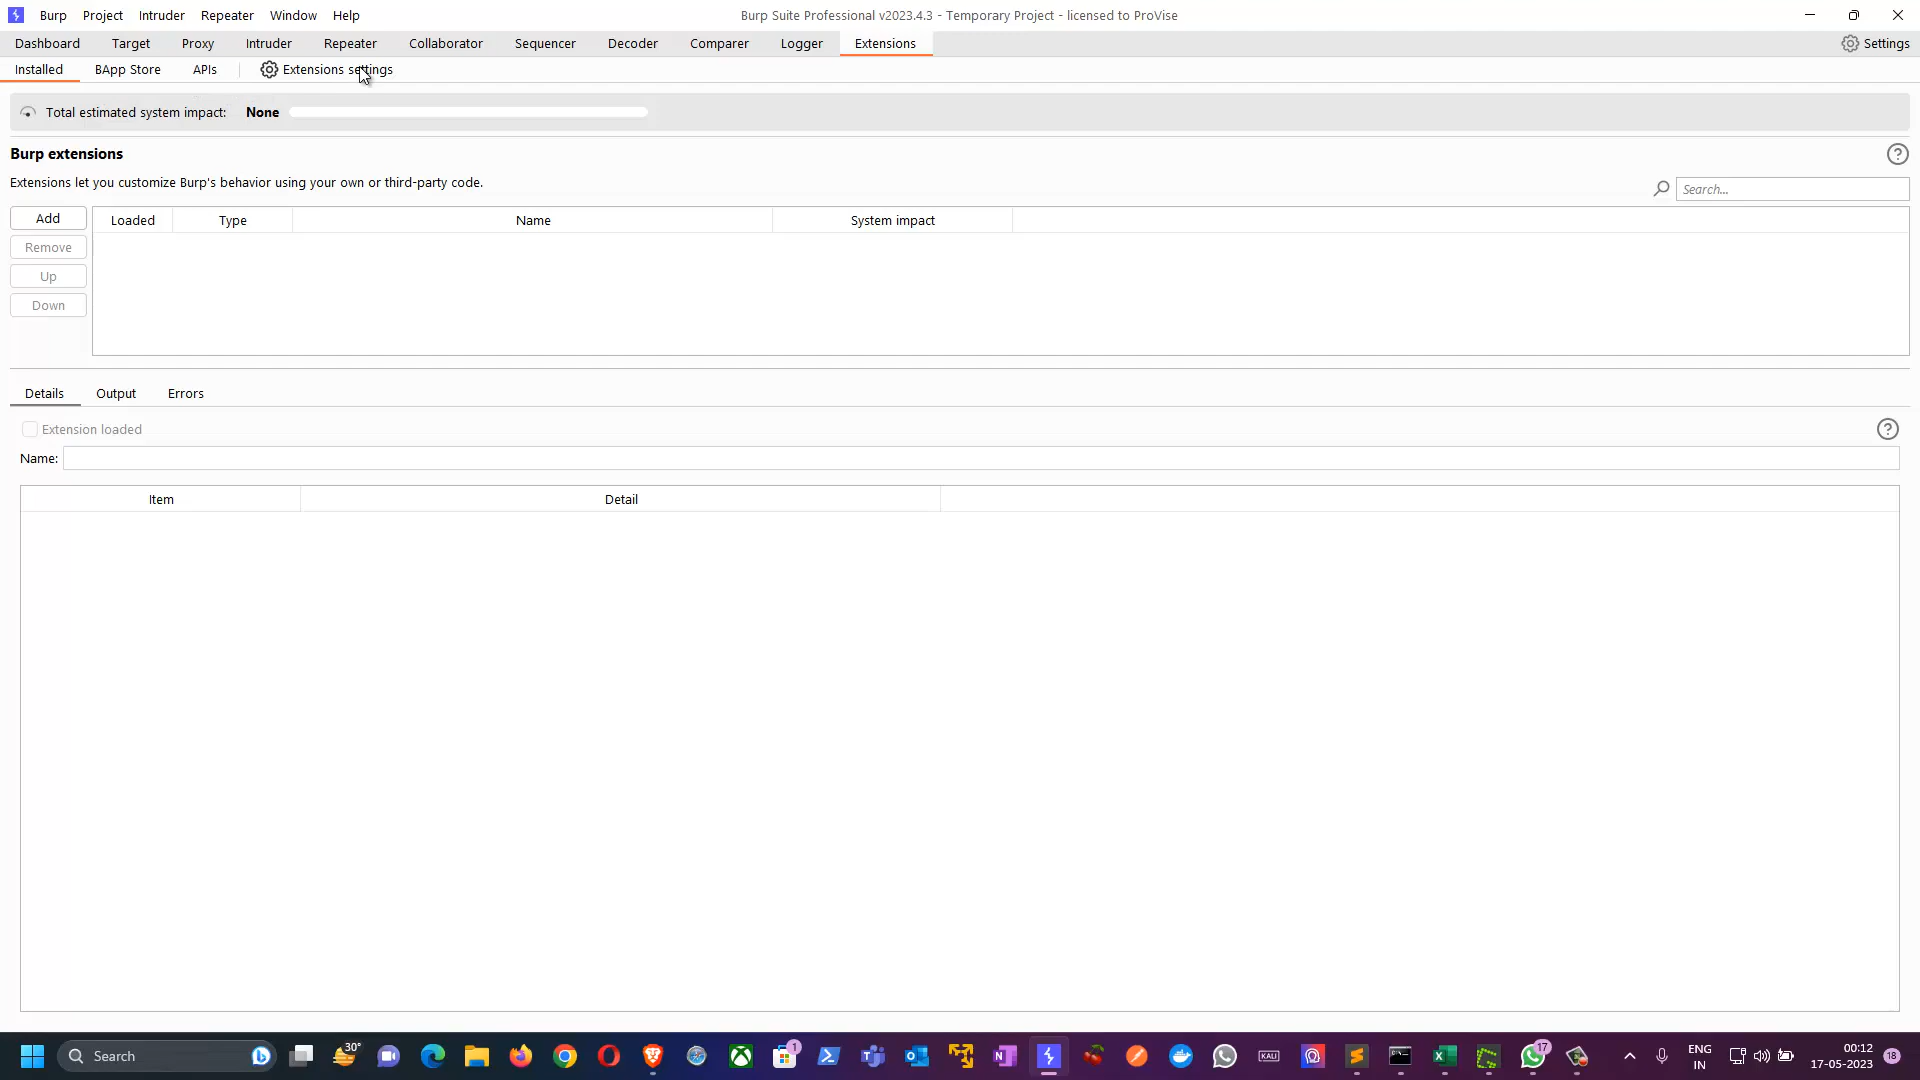 Burp Project Intruder Repeater Window Help
Burp Suite Professional v2023.4.3 - Temporary Project - licensed to ProVise
Dashboard Target Proxy Intruder Repeater Collaborator Sequencer Decoder Comparer Logger Extensions Settings
Installed BApp Store APIs Extensions settings
Total estimated system impact: None
Burp extensions
Extensions let you customize Burp's behavior using your own or third-party code.
Search...
Add
Remove
Up
Down
Loaded Type Name System impact
Details Output Errors
Extension loaded
Name:
Item Detail
Search
30°
1
KALI
17
ENG
IN
00:12
17-05-2023
18